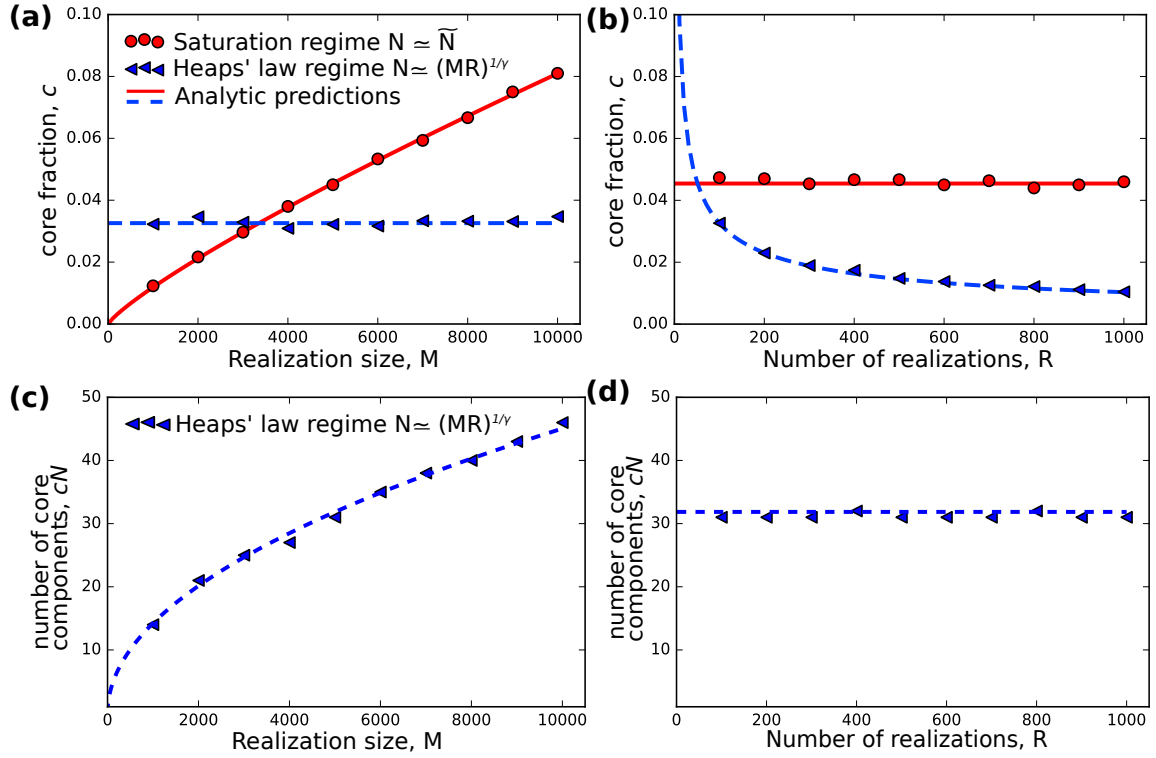 (a)
0.10
0.08
0.06
0.04
0.02
0.00
core fraction, c
Saturation regime N ≃ Ñ
Heaps' law regime N≃ (MR)^{1/γ}
Analytic predictions
0 2000 4000 6000 8000 10000
Realization size, M
(b)
0.10
0.08
0.06
0.04
0.02
0.00
core fraction, c
0 200 400 600 800 1000
Number of realizations, R
(c)
50
40
30
20
10
number of core
components, cN
Heaps' law regime N≃ (MR)^{1/γ}
0 2000 4000 6000 8000 10000
Realization size, M
(d)
50
40
30
20
10
number of core
components, cN
0 200 400 600 800 1000
Number of realizations, R